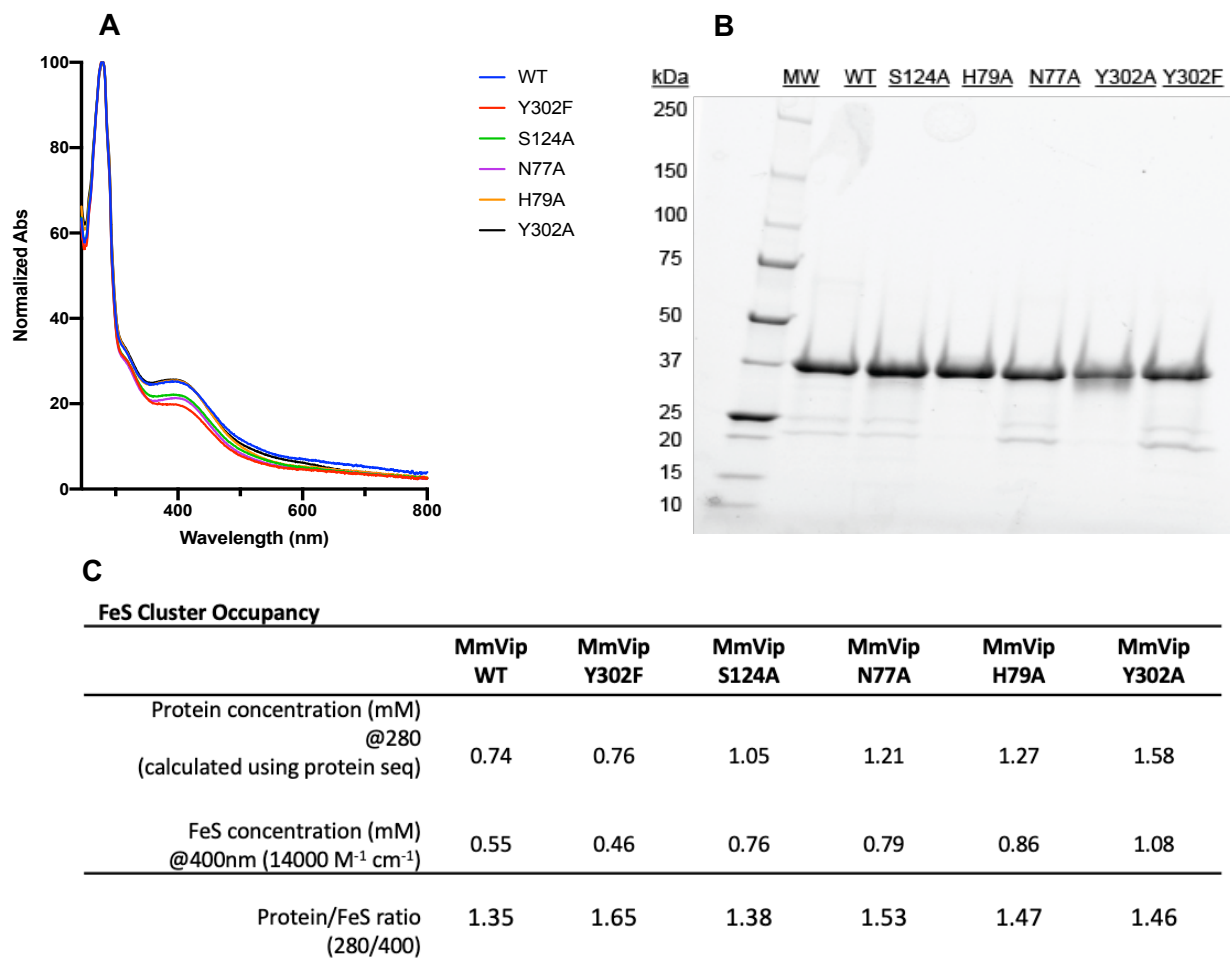 A
100
80
60
40
20
0
400
600
800
Normalized Abs
Wavelength (nm)
WT
Y302F
S124A
N77A
H79A
Y302A
B
kDa MW WT S124A H79A N77A Y302A Y302F
250
150
100
75
50
37
25
20
15
10
C
FeS Cluster Occupancy
MmVip MmVip MmVip MmVip MmVip MmVip
WT Y302F S124A N77A H79A Y302A
Protein concentration (mM)
@280
(calculated using protein seq)
0.74 0.76 1.05 1.21 1.27 1.58
FeS concentration (mM)
@400nm (14000 M⁻¹ cm⁻¹)
0.55 0.46 0.76 0.79 0.86 1.08
Protein/FeS ratio
(280/400)
1.35 1.65 1.38 1.53 1.47 1.46